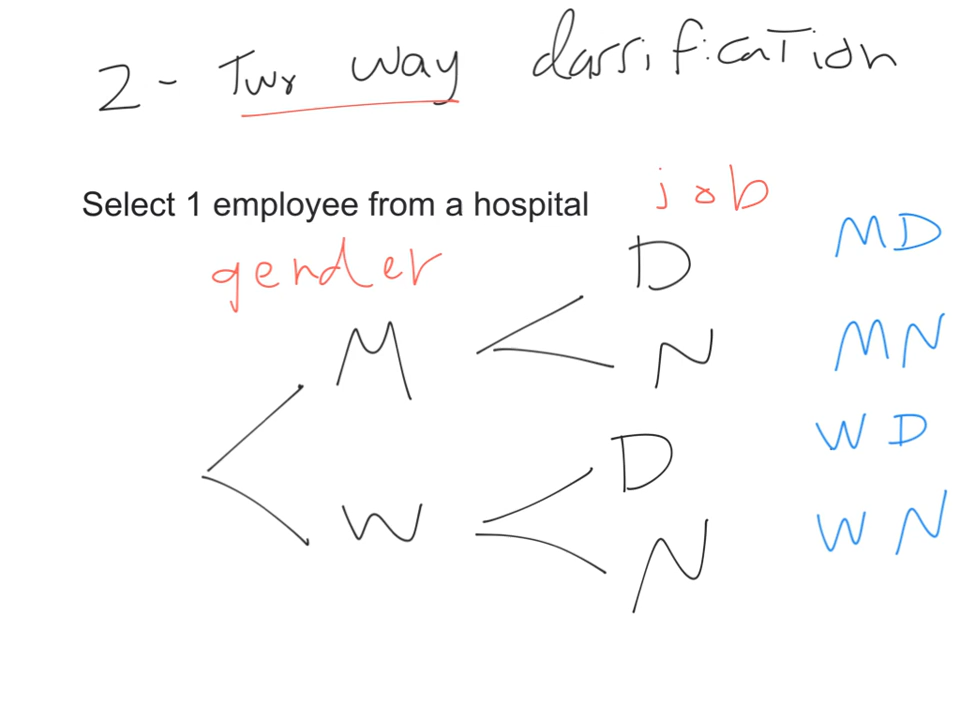 2- Two way classification
Select 1 employee from a hospital
job
gender
D
MD
M
N
MN
D
WD
W
N
WN